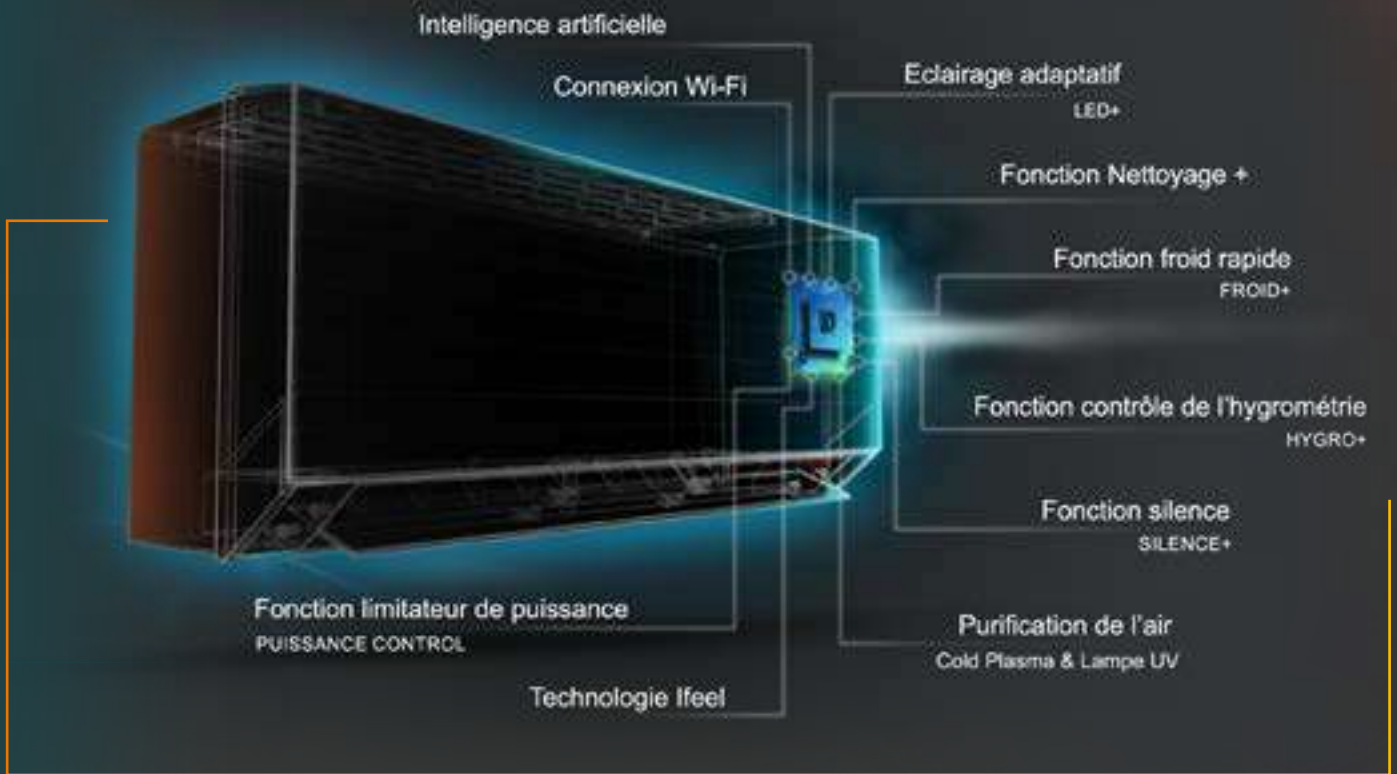 Intelligence artificielle
Connexion Wi-Fi
Eclairage adaptatif
LED+
Fonction Nettoyage +
Fonction froid rapide
FROID+
D
Fonction contrôle de l'hygrométrie
HYGRO+
Fonction silence
SILENCE+
Fonction limitateur de puissance
PUISSANCE CONTROL
Purification de l'air
Cold Plasma & Lampe UV
Technologie Ifeel